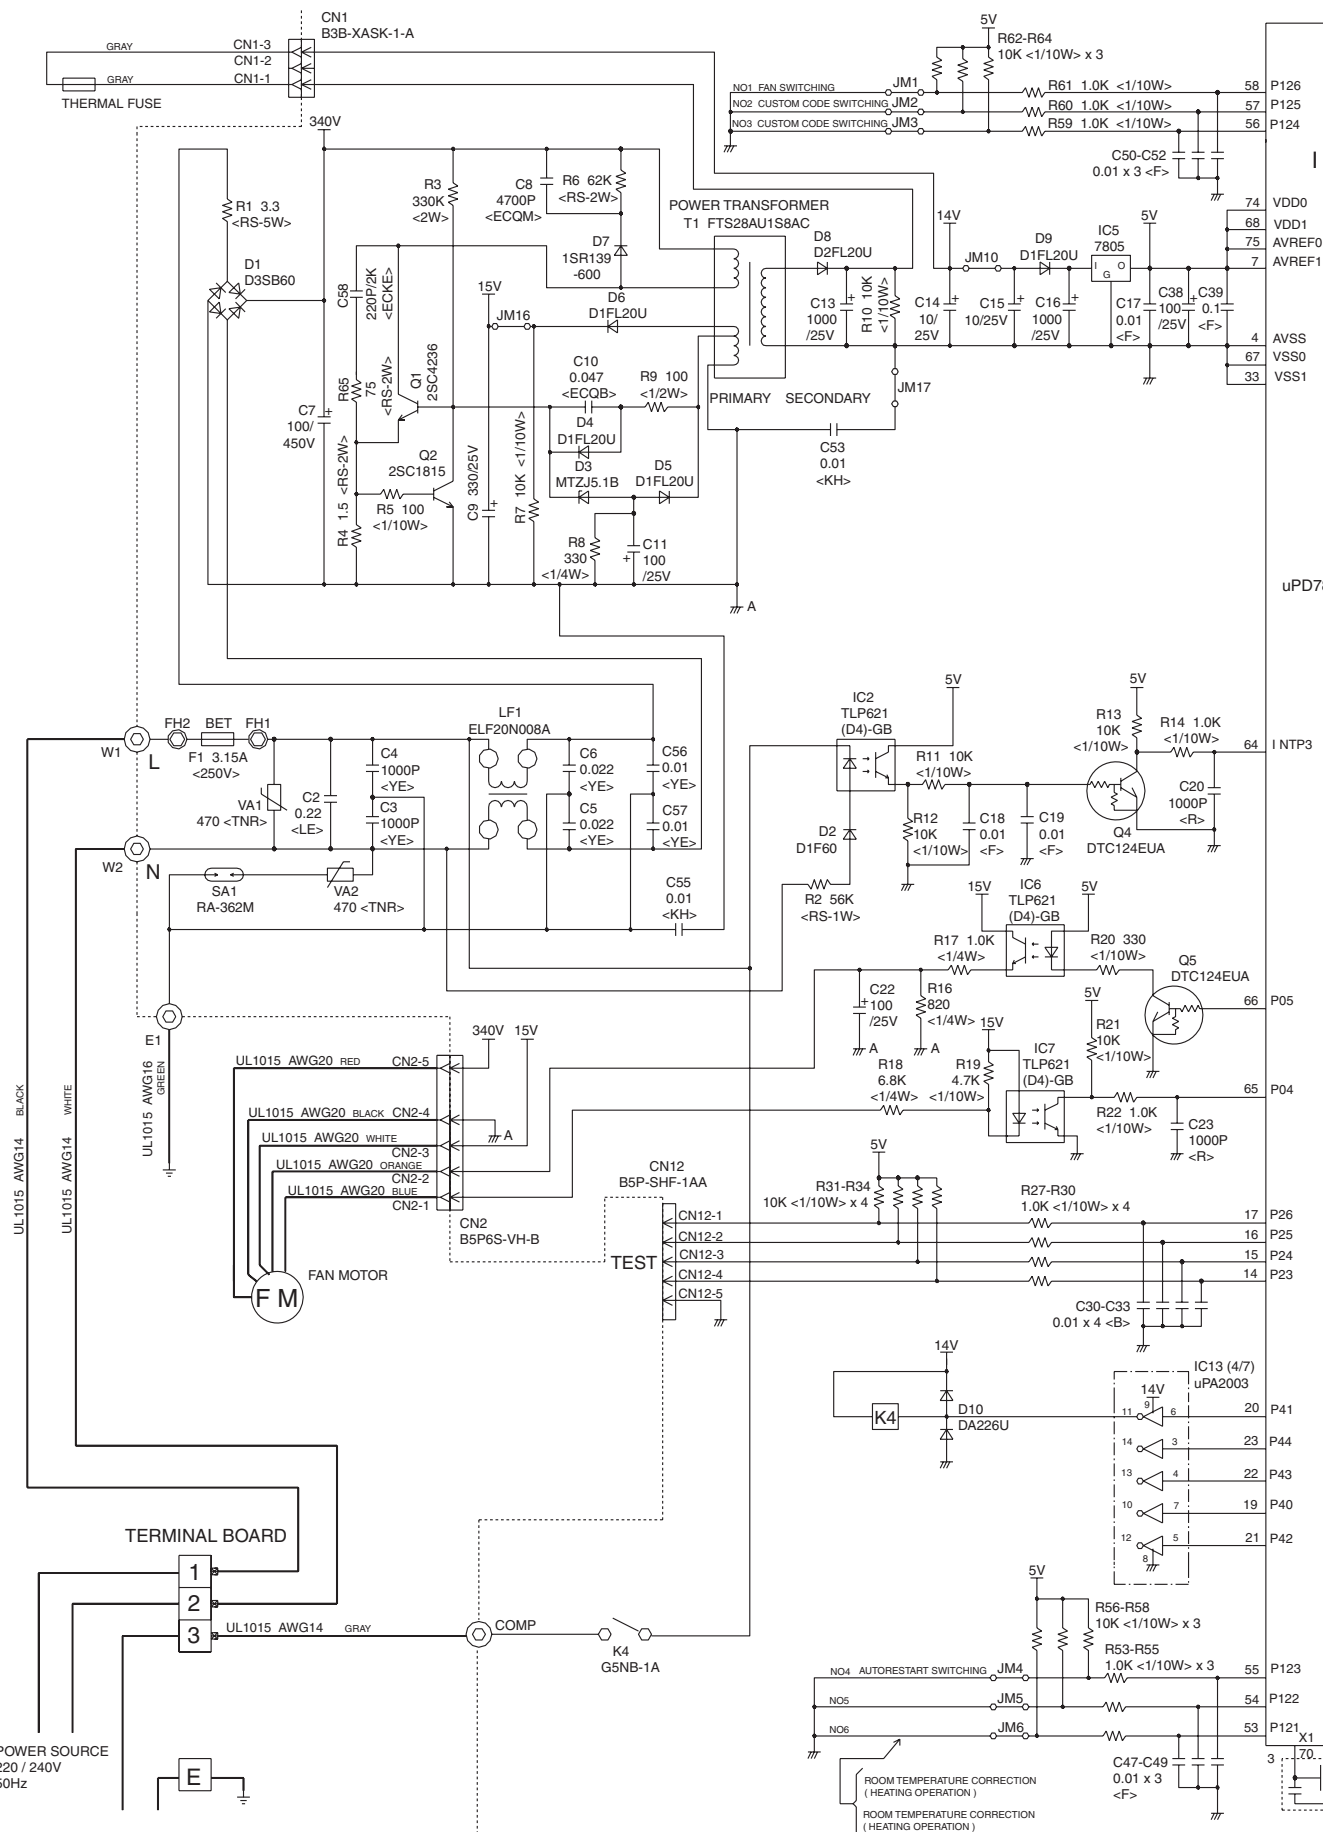 CN1
B3B-XASK-1-A
GRAY
CN1-3
CN1-2
GRAY
CN1-1
THERMAL FUSE
340V
R1 3.3
<RS-5W>
D1
D3SB60
R3
330K
<2W>
C8
4700P
<ECQM>
R6 62K
<RS-2W>
D7
1SR139
-600
C58
220P/2K
<ECKE>
15V
JM16
D6
D1FL20U
POWER TRANSFORMER
T1 FTS28AU1S8AC
PRIMARY SECONDARY
R65
75
<RS-2W>
Q1
2SC4236
C10
0.047
<ECQB>
R9 100
<1/2W>
D4
D1FL20U
D3
MTZJ5.1B
D5
D1FL20U
C7
100/
450V
Q2
2SC1815
R4 1.5 <RS-2W>
R5 100
<1/10W>
C9 330/25V
R7 10K <1/10W>
R8
330
<1/4W>
C11
100
/25V
A
C53
0.01
<KH>
JM17
D8
D2FL20U
C13
1000
/25V
R10 10K
<1/10W>
14V
C14
10/
25V
JM10
C15
10/25V
D9
D1FL20U
C16
1000
/25V
IC5
7805
I O
G
5V
C17
0.01
<F>
C38
100
/25V
C39
0.1
<F>
5V
R62-R64
10K <1/10W> x 3
NO1 FAN SWITCHING JM1
NO2 CUSTOM CODE SWITCHING JM2
NO3 CUSTOM CODE SWITCHING JM3
R61 1.0K <1/10W>
R60 1.0K <1/10W>
R59 1.0K <1/10W>
C50-C52
0.01 x 3 <F>
58 P126
57 P125
56 P124
I
74 VDD0
68 VDD1
75 AVREF0
7 AVREF1
4 AVSS
67 VSS0
33 VSS1
uPD78
W1
L
FH2
BET
FH1
F1 3.15A
<250V>
VA1
470 <TNR>
C2
0.22
<LE>
C4
1000P
<YE>
C3
1000P
<YE>
LF1
ELF20N008A
C6
0.022
<YE>
C5
0.022
<YE>
C56
0.01
<YE>
C57
0.01
<YE>
W2
N
SA1
RA-362M
VA2
470 <TNR>
C55
0.01
<KH>
E1
IC2
TLP621
(D4)-GB
5V
R11 10K
<1/10W>
R12
10K
<1/10W>
C18
0.01
<F>
C19
0.01
<F>
D2
D1F60
R2 56K
<RS-1W>
5V
R13
10K
<1/10W>
R14 1.0K
<1/10W>
Q4
DTC124EUA
C20
1000P
<R>
64 I NTP3
15V
IC6
TLP621
(D4)-GB
5V
R17 1.0K
<1/4W>
R20 330
<1/10W>
Q5
DTC124EUA
66 P05
C22
100
/25V
A
R16
820
<1/4W>
A
15V
R18
6.8K
<1/4W>
R19
4.7K
<1/10W>
IC7
TLP621
(D4)-GB
5V
R21
10K
<1/10W>
R22 1.0K
<1/10W>
C23
1000P
<R>
65 P04
340V 15V
UL1015 AWG20 RED CN2-5
UL1015 AWG20 BLACK CN2-4
A
UL1015 AWG20 WHITE
CN2-3
UL1015 AWG20 ORANGE
CN2-2
UL1015 AWG20 BLUE
CN2-1
CN2
B5P6S-VH-B
F M
FAN MOTOR
UL1015 AWG14 BLACK
UL1015 AWG14 WHITE
UL1015 AWG16
GREEN
CN12
B5P-SHF-1AA
TEST
CN12-1
CN12-2
CN12-3
CN12-4
CN12-5
5V
R31-R34
10K <1/10W> x 4
R27-R30
1.0K <1/10W> x 4
C30-C33
0.01 x 4 <B>
17 P26
16 P25
15 P24
14 P23
14V
K4
D10
DA226U
IC13 (4/7)
uPA2003
14V
9
11 6
14 3
13 4
10 7
12 5
8
20 P41
23 P44
22 P43
19 P40
21 P42
TERMINAL BOARD
1
2
3
UL1015 AWG14 GRAY
COMP
K4
G5NB-1A
POWER SOURCE
220 / 240V
50Hz
E
5V
R56-R58
10K <1/10W> x 3
R53-R55
1.0K <1/10W> x 3
NO4 AUTORESTART SWITCHING JM4
NO5 JM5
NO6 JM6
55 P123
54 P122
53 P121
C47-C49
0.01 x 3
<F>
X1
3 70
ROOM TEMPERATURE CORRECTION
( HEATING OPERATION )
ROOM TEMPERATURE CORRECTION
( HEATING OPERATION )